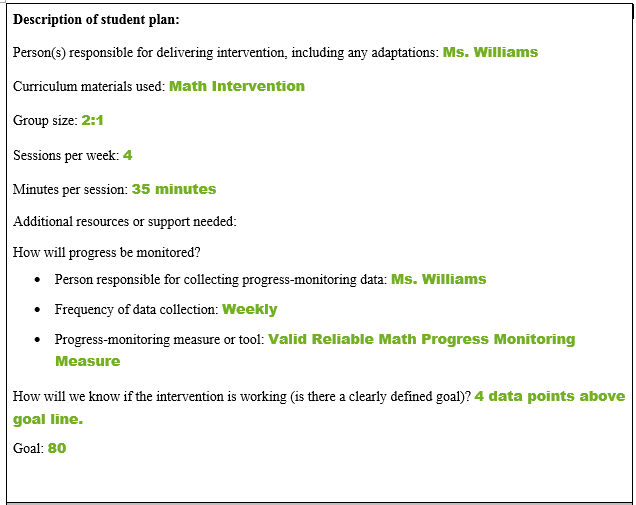 Description of student plan:
Person(s) responsible for delivering intervention, including any adaptations: Ms. Williams
Curriculum materials used: Math Intervention
Group size: 2:1
Sessions per week: 4
Minutes per session: 35 minutes
Additional resources or support needed:
How will progress be monitored?
• Person responsible for collecting progress-monitoring data: Ms. Williams
• Frequency of data collection: Weekly
• Progress-monitoring measure or tool: Valid Reliable Math Progress Monitoring
Measure
How will we know if the intervention is working (is there a clearly defined goal)? 4 data points above
goal line.
Goal: 80